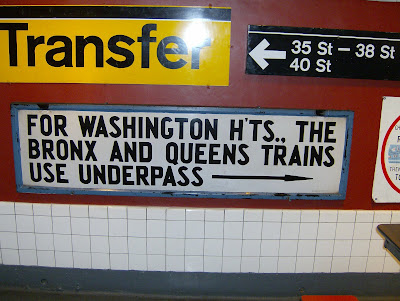 Transfer
← 35 St – 38 St
40 St
FOR WASHINGTON H'TS., THE
BRONX AND QUEENS TRAINS
USE UNDERPASS →